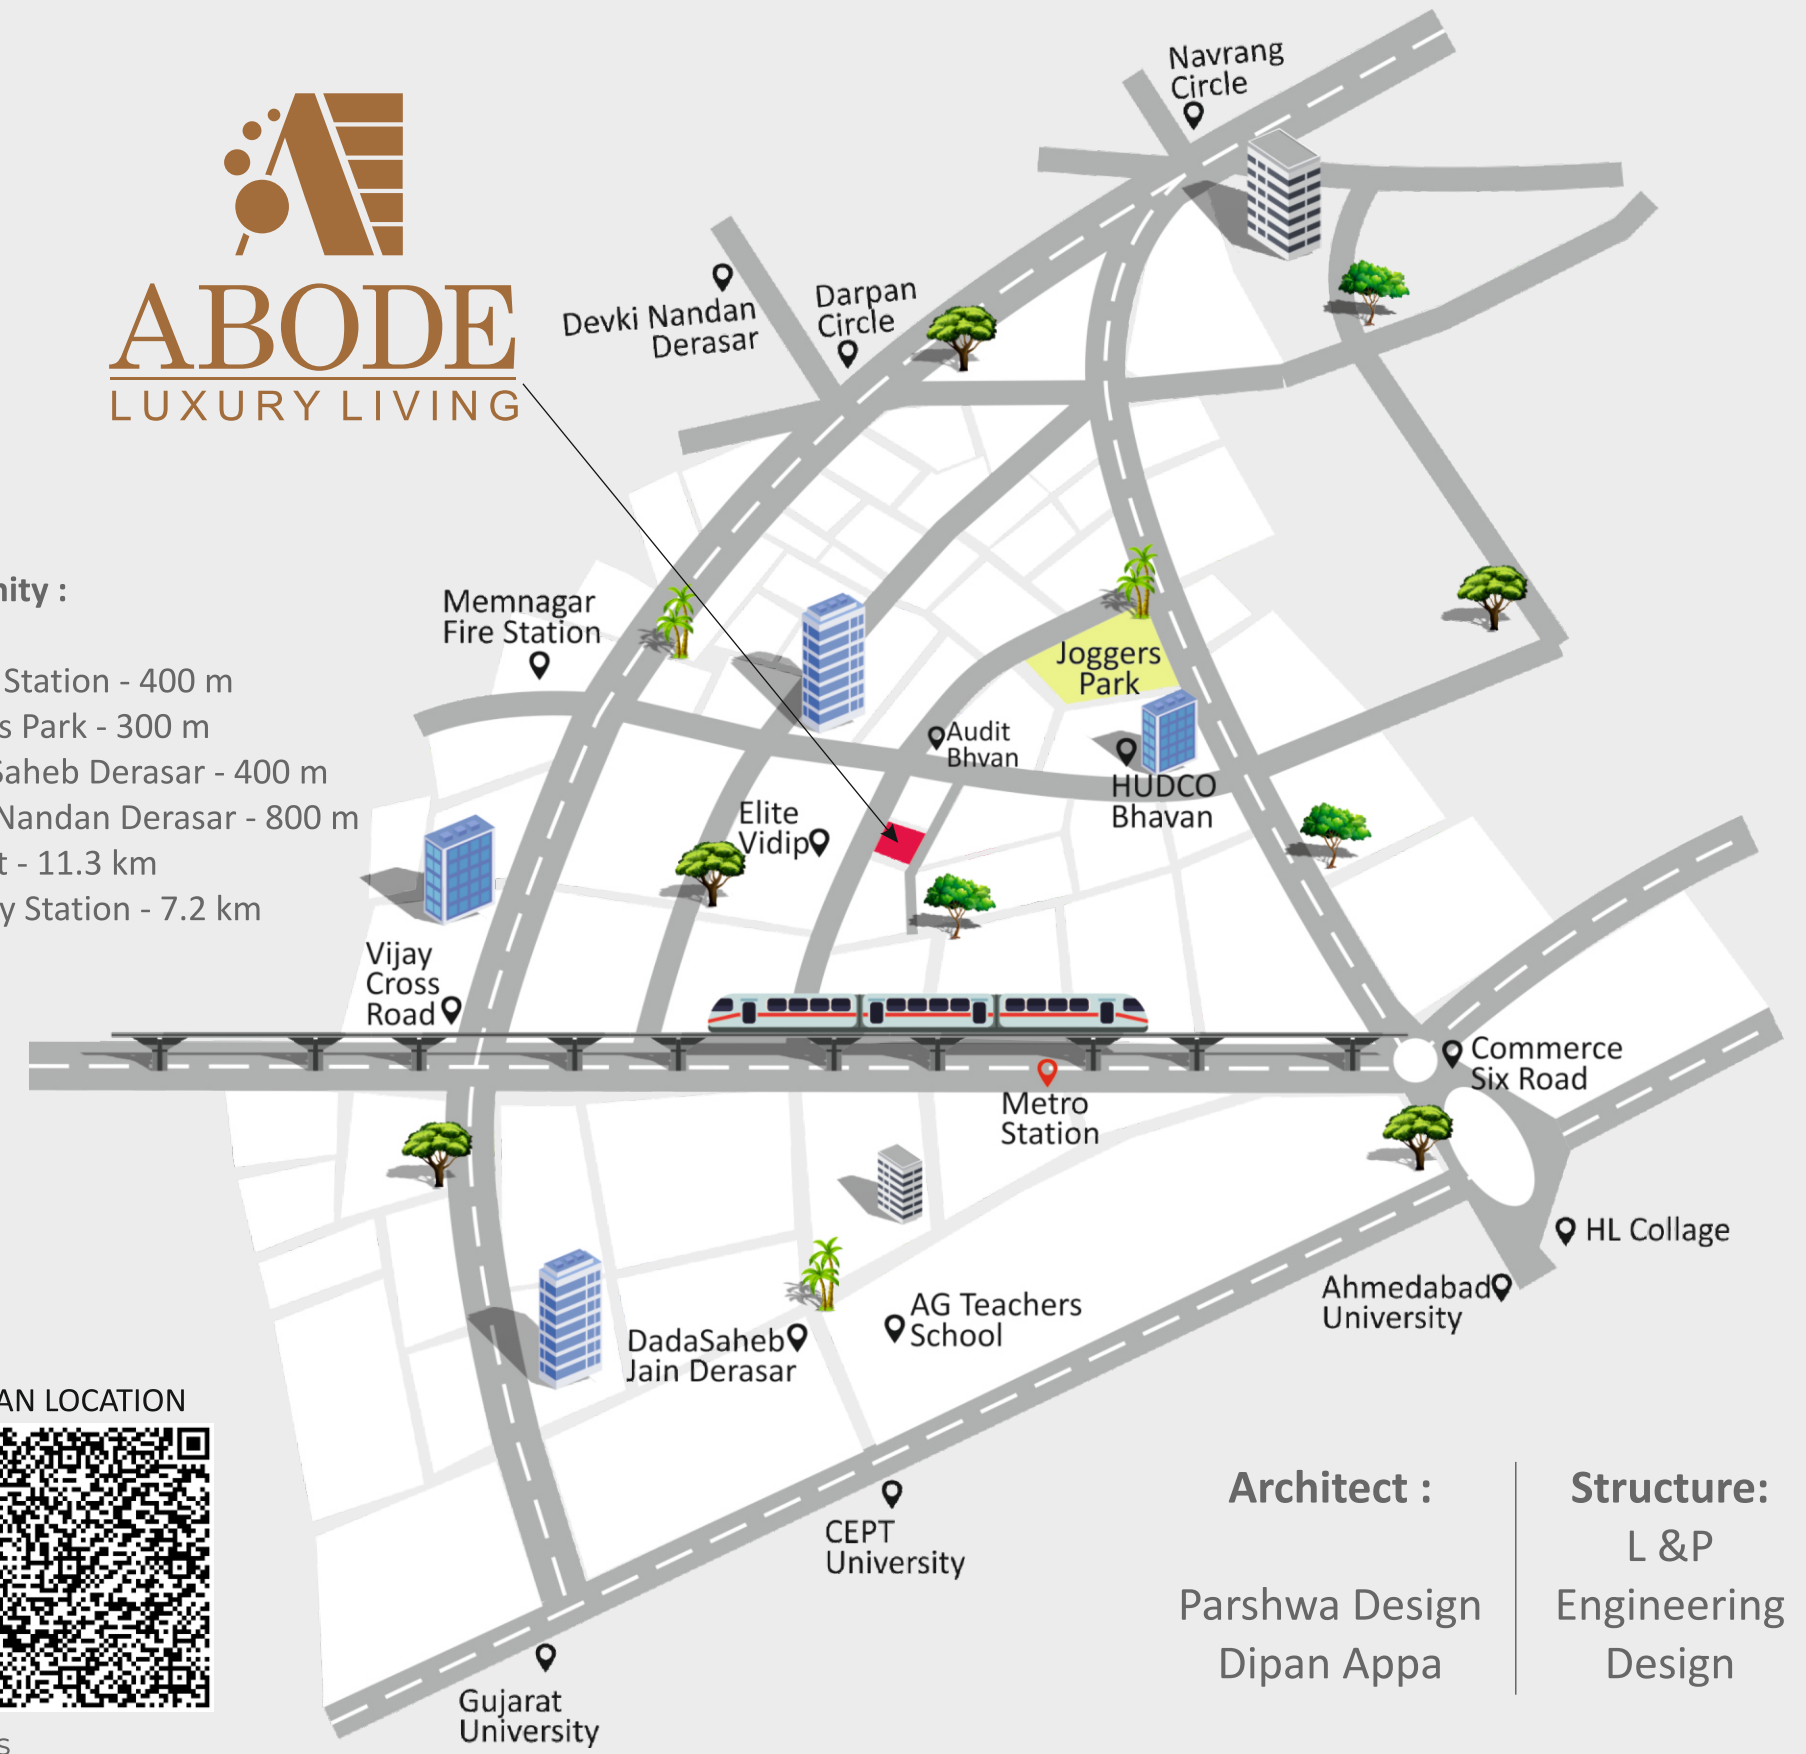 Navrang
Circle
ABODE
LUXURY LIVING
Devki Nandan
Derasar
Darpan
Circle
nity :
Station - 400 m
s Park - 300 m
Saheb Derasar - 400 m
Nandan Derasar - 800 m
t - 11.3 km
y Station - 7.2 km
Memnagar
Fire Station
Joggers
Park
Audit
Bhvan
HUDCO
Bhavan
Elite
Vidip
Vijay
Cross
Road
Commerce
Six Road
Metro
Station
HL Collage
Ahmedabad
University
AG Teachers
School
DadaSaheb
Jain Derasar
AN LOCATION
CEPT
University
Gujarat
University
Architect :
Parshwa Design
Dipan Appa
Structure:
L &P
Engineering
Design
s